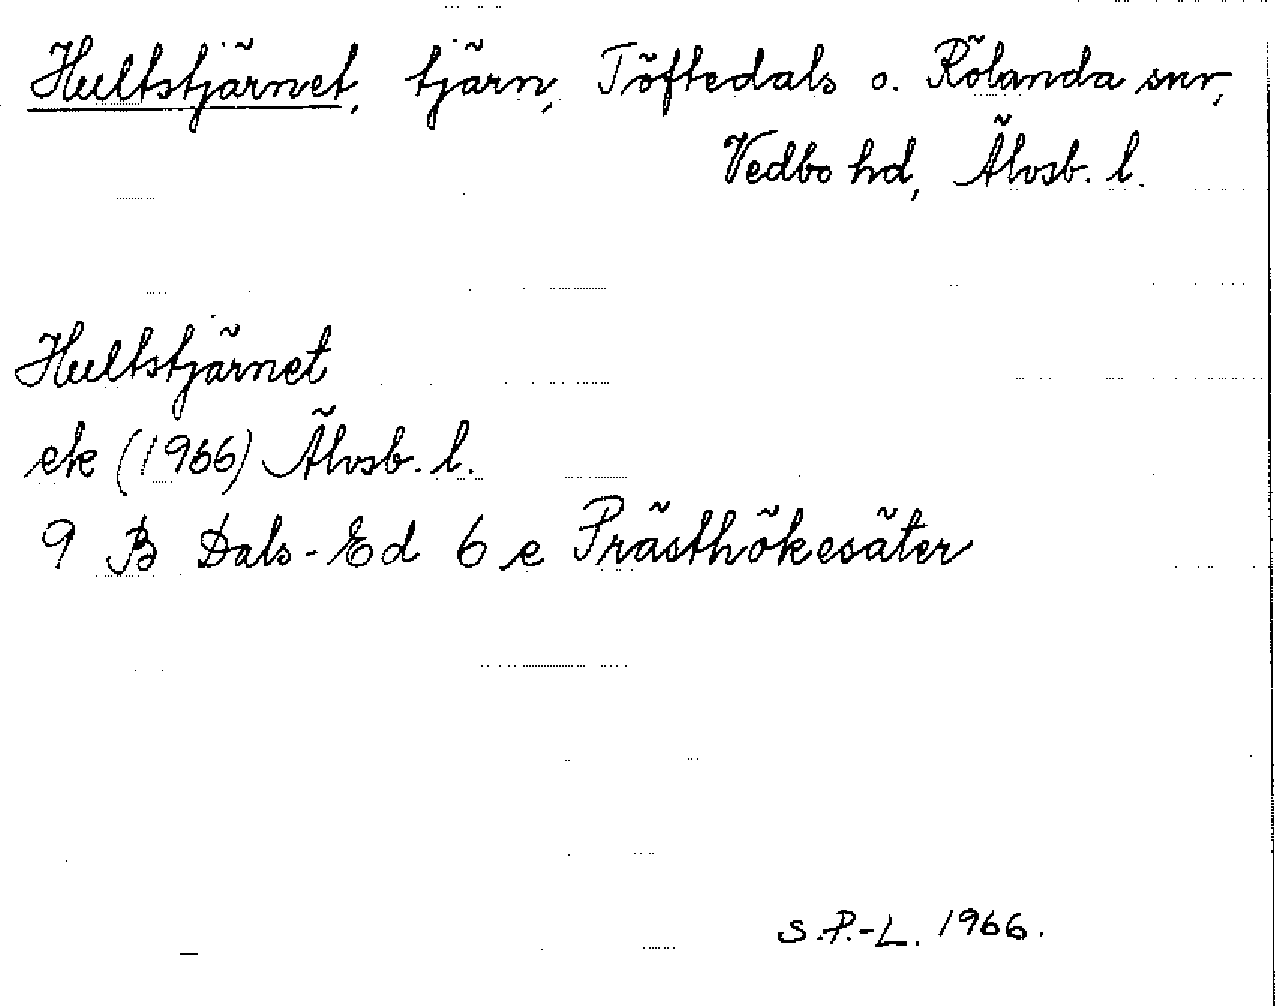 Hultstjärnet, tjärn, Töftedals o. Rölanda snr,
Vedbo hd, Älvsb. l.
Hultstjärnet
ek (1966) Älvsb. l.
9 B Dals-Ed 6 e Prästhökesäter
S.P.-L. 1966.